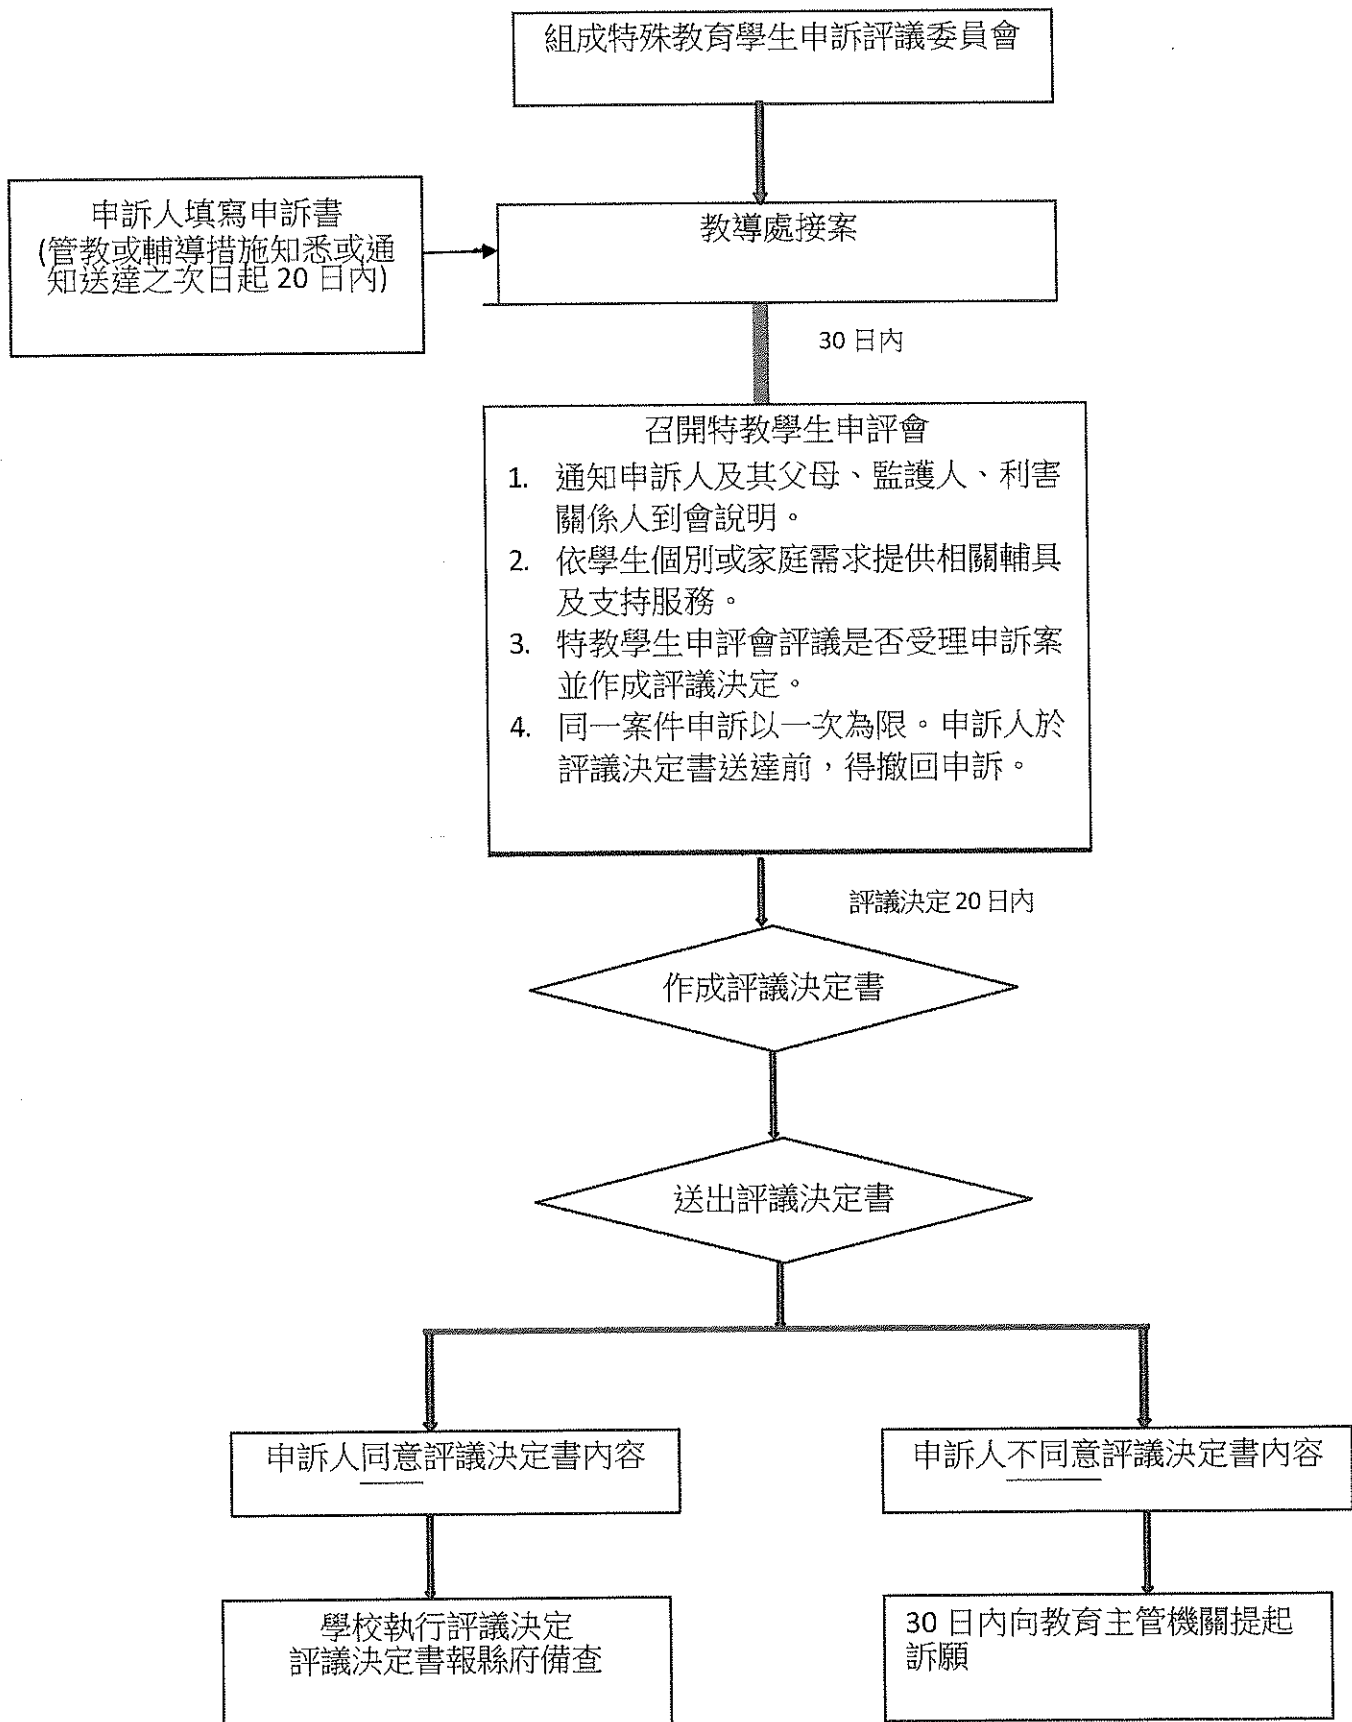 組成特殊教育學生申訴評議委員會
申訴人填寫申訴書
(管教或輔導措施知悉或通
知送達之次日起 20 日內)
教導處接案
30 日內
召開特教學生申評會
1. 通知申訴人及其父母、監護人、利害
關係人到會說明。
2. 依學生個別或家庭需求提供相關輔具
及支持服務。
3. 特教學生申評會評議是否受理申訴案
並作成評議決定。
4. 同一案件申訴以一次為限。申訴人於
評議決定書送達前，得撤回申訴。
評議決定 20 日內
作成評議決定書
送出評議決定書
申訴人同意評議決定書內容
申訴人不同意評議決定書內容
學校執行評議決定
評議決定書報縣府備查
30 日內向教育主管機關提起
訴願